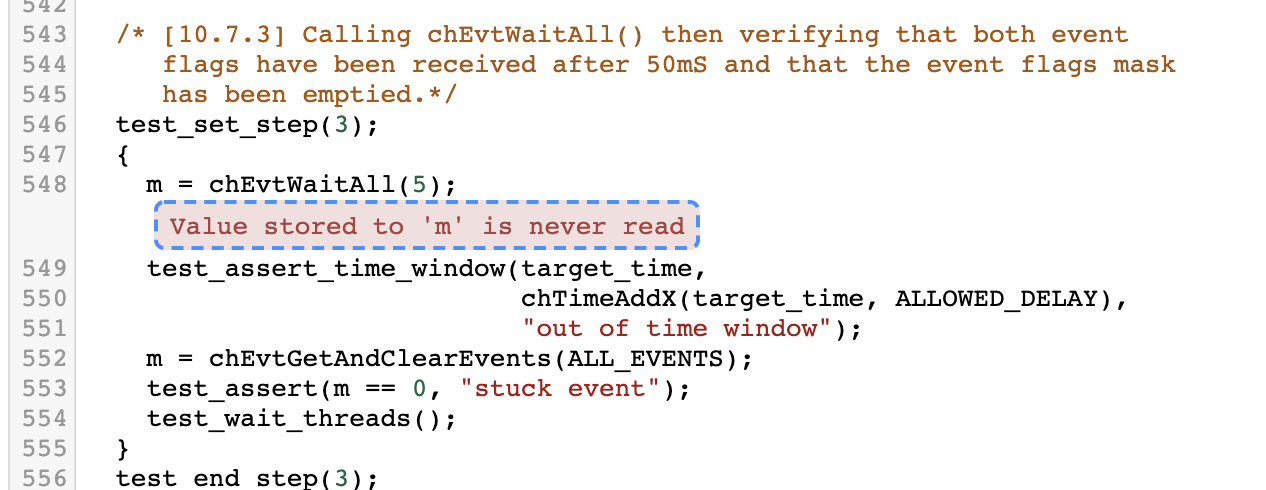 542
543 /* [10.7.3] Calling chEvtWaitAll() then verifying that both event
544 flags have been received after 50mS and that the event flags mask
545 has been emptied.*/
546 test_set_step(3);
547 {
548 m = chEvtWaitAll(5);
Value stored to 'm' is never read
549 test_assert_time_window(target_time,
550 chTimeAddX(target_time, ALLOWED_DELAY),
551 "out of time window");
552 m = chEvtGetAndClearEvents(ALL_EVENTS);
553 test_assert(m == 0, "stuck event");
554 test_wait_threads();
555 }
556 test_end_step(3);